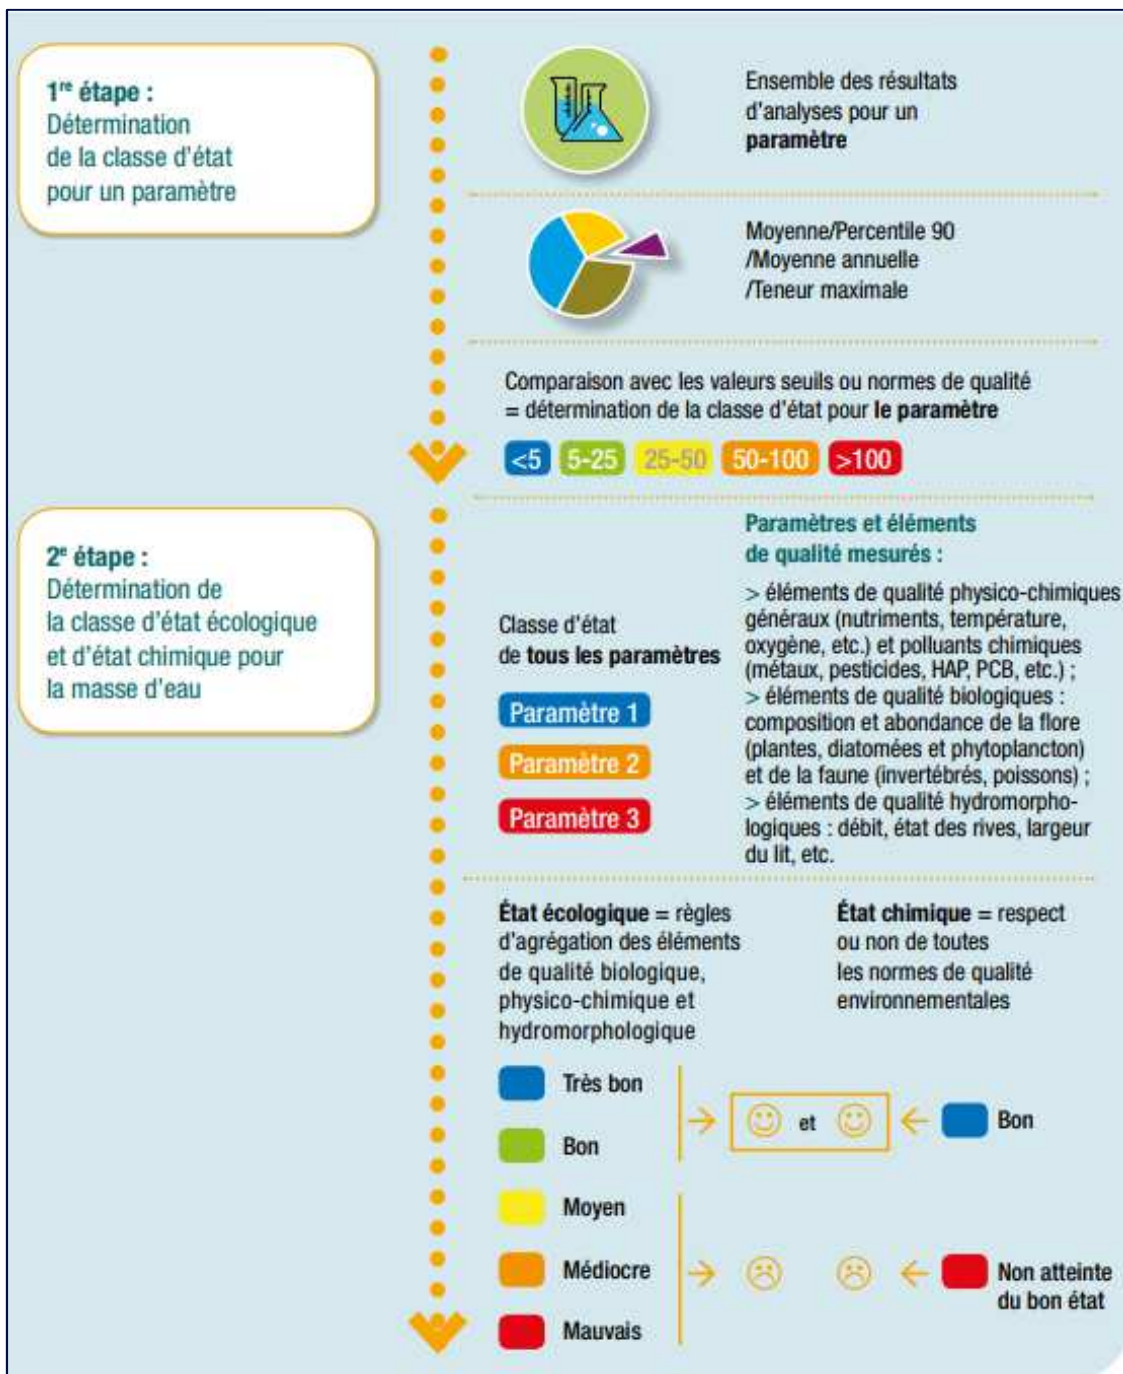 1re étape :
Détermination
de la classe d'état
pour un paramètre
Ensemble des résultats
d'analyses pour un
paramètre
Moyenne/Percentile 90
/Moyenne annuelle
/Teneur maximale
Comparaison avec les valeurs seuils ou normes de qualité
= détermination de la classe d'état pour le paramètre
<5 5-25 25-50 50-100 >100
2e étape :
Détermination de
la classe d'état écologique
et d'état chimique pour
la masse d'eau
Classe d'état
de tous les paramètres
Paramètre 1
Paramètre 2
Paramètre 3
Paramètres et éléments
de qualité mesurés :
> éléments de qualité physico-chimiques
généraux (nutriments, température,
oxygène, etc.) et polluants chimiques
(métaux, pesticides, HAP, PCB, etc.) ;
> éléments de qualité biologiques :
composition et abondance de la flore
(plantes, diatomées et phytoplancton)
et de la faune (invertébrés, poissons) ;
> éléments de qualité hydromorpho-
logiques : débit, état des rives, largeur
du lit, etc.
État écologique = règles
d'agrégation des éléments
de qualité biologique,
physico-chimique et
hydromorphologique
État chimique = respect
ou non de toutes
les normes de qualité
environnementales
Très bon
Bon
Moyen
Médiocre
Mauvais
et
Bon
Non atteinte
du bon état